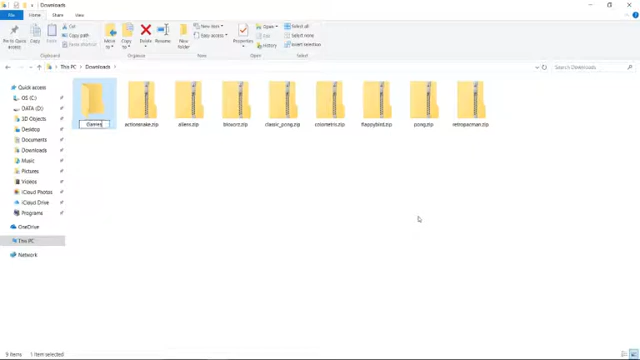 Downloads
File
Home
Share
View
Pin to Quick access
Copy
Paste
Cut
Copy path
Paste shortcut
Clipboard
Move to
Copy to
Delete
Rename
Organize
New folder
New item
Easy access
New
Properties
Open
Edit
History
Open
Select all
Select none
Invert selection
Select
This PC > Downloads >
Search Downloads
Quick access
OS (C:)
DATA (D:)
3D Objects
Desktop
Documents
Downloads
Music
Pictures
Videos
iCloud Photos
iCloud Drive
Programs
OneDrive
This PC
Network
Games
actionsnake.zip
aliens.zip
classic_pong.zip
flappybird.zip
pong.zip
retropacman.zip
9 items
1 item selected